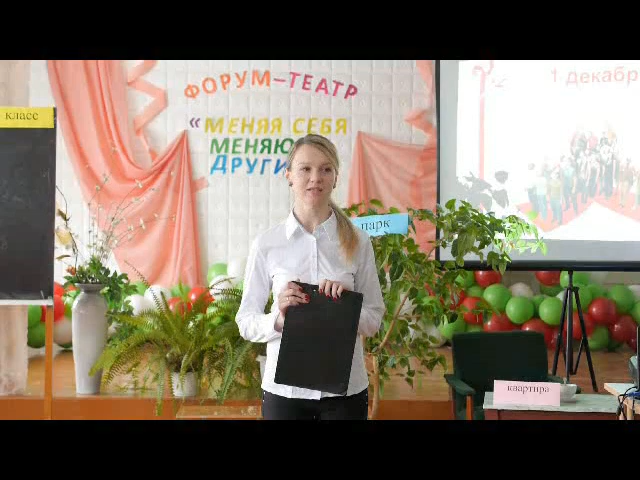 ФОРУМ-ТЕАТР
«МЕНЯЯ СЕБЯ
МЕНЯЮ
ДРУГИ
1 декабр
класс
парк
квартира